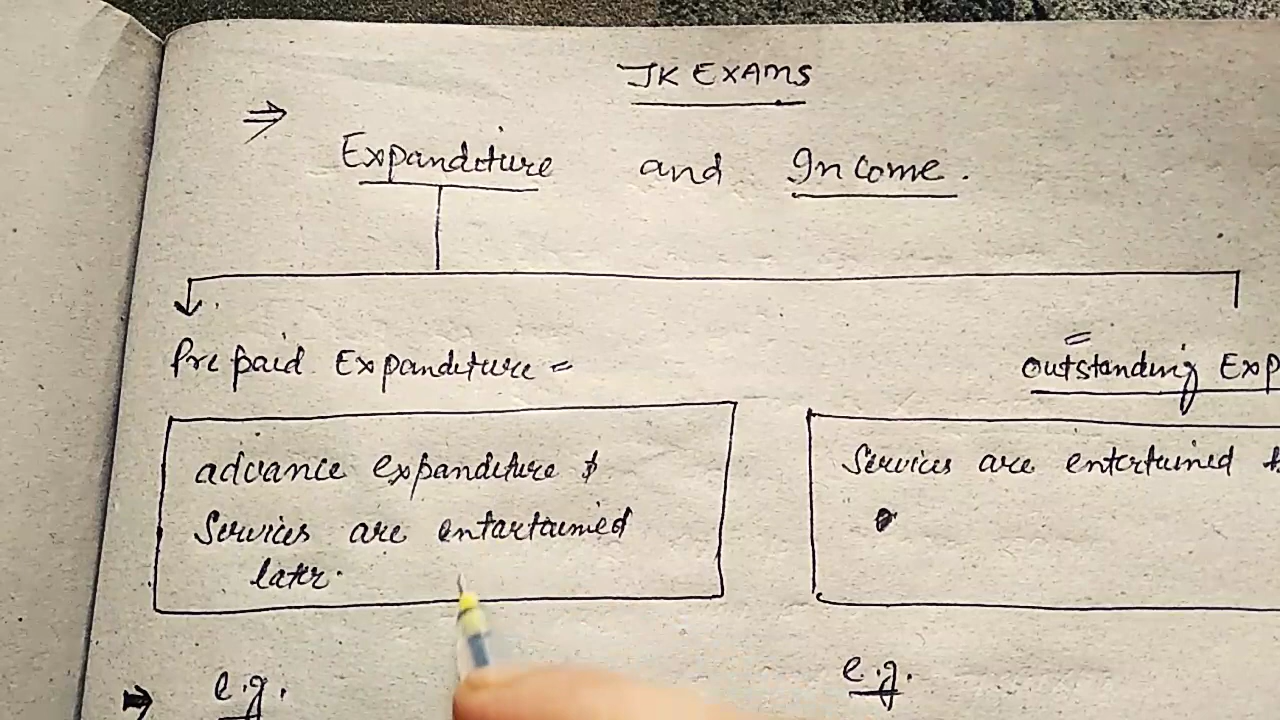 JK EXAMS
⇒
Expanditure and Income.
Prepaid Expanditure =
Outstanding Exp
advance expanditure &
Services are entartained
later.
Services are entertained
e.g.
e.g.